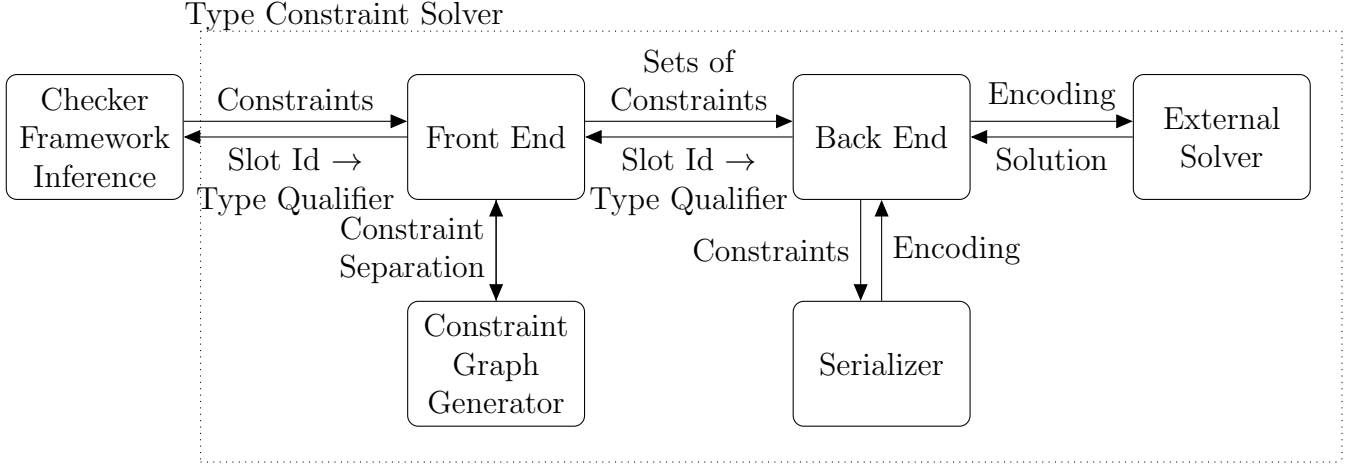 Type Constraint Solver
Checker
Framework
Inference
Constraints
Slot Id →
Type Qualifier
Front End
Sets of
Constraints
Slot Id →
Type Qualifier
Back End
Encoding
Solution
External
Solver
Constraint
Separation
Constraints
Encoding
Constraint
Graph
Generator
Serializer